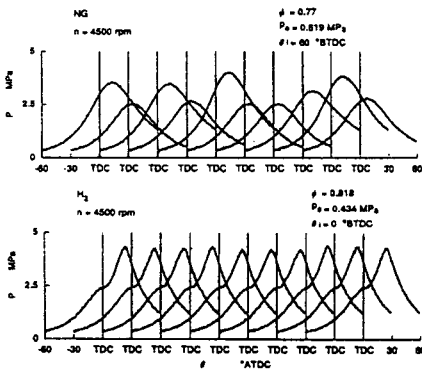 NG
n = 4500 rpm
ϕ = 0.77
Pe = 0.619 MPa
θ i = 60 °BTDC
P MPa
5
2.5
0
-60 -30 TDC TDC TDC TDC TDC TDC TDC TDC TDC TDC 30 60
H2
n = 4500 rpm
ϕ = 0.818
Pe = 0.434 MPa
θ i = 0 °BTDC
P MPa
5
2.5
0
-60 -30 TDC TDC TDC TDC TDC TDC TDC TDC TDC TDC 30 60
θ °ATDC